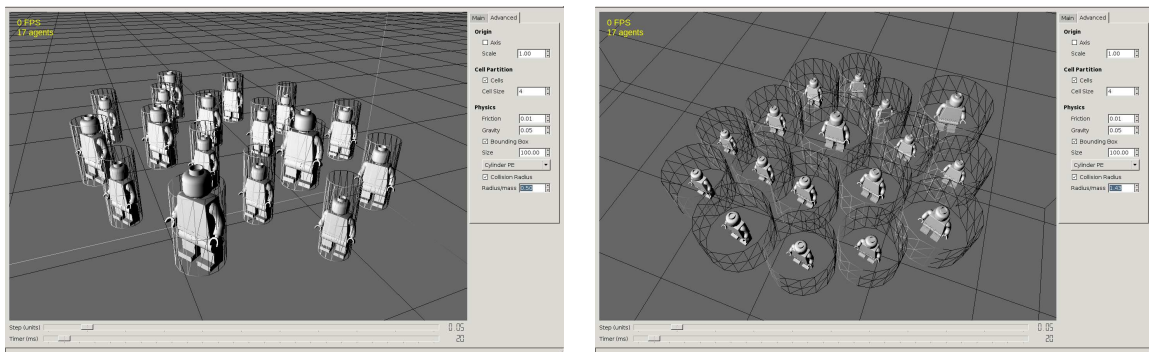 0 FPS
17 agents
Main Advanced
Origin
Axis
Scale 1.00
Cell Partition
Cells
Cell Size 4
Physics
Friction 0.01
Gravity 0.05
Bounding Box
Size 100.00
Cylinder PE
Collision Radius
Radius/mass 0.50
Step (units) 0.05
Timer (ms) 20
0 FPS
17 agents
Main Advanced
Origin
Axis
Scale 1.00
Cell Partition
Cells
Cell Size 4
Physics
Friction 0.01
Gravity 0.05
Bounding Box
Size 100.00
Cylinder PE
Collision Radius
Radius/mass
Step (units) 0.05
Timer (ms) 20